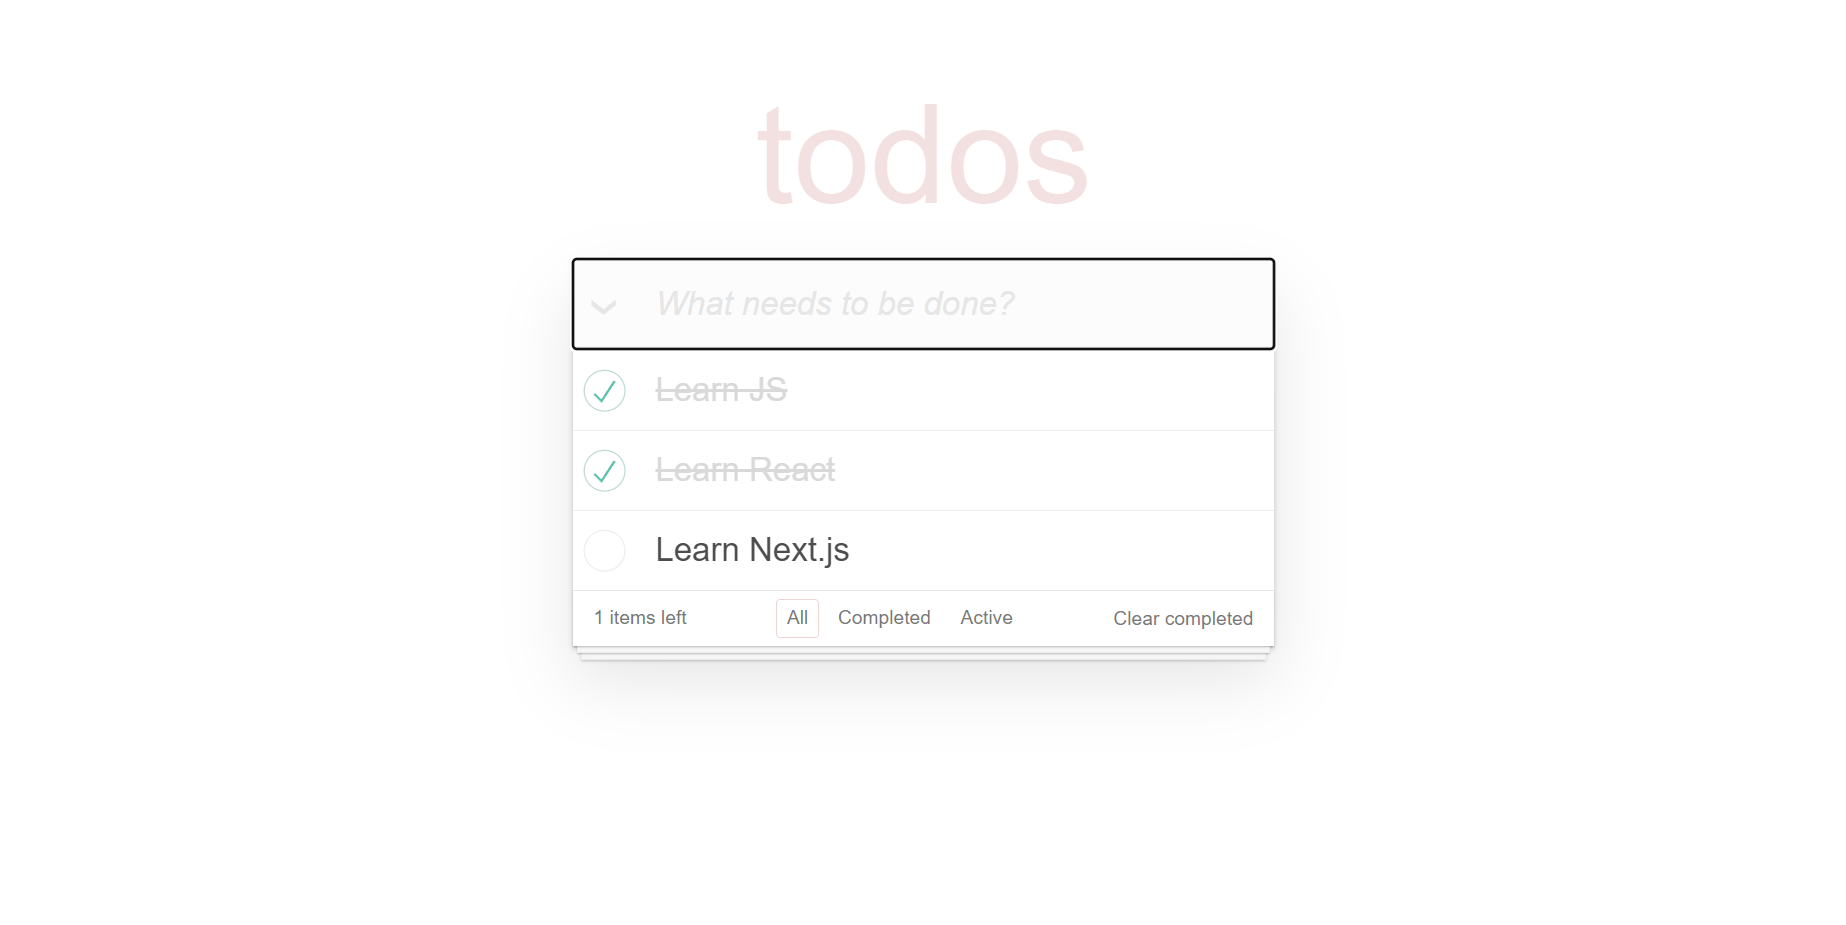 todos
What needs to be done?
Learn JS
Learn React
Learn Next.js
1 items left All Completed Active Clear completed